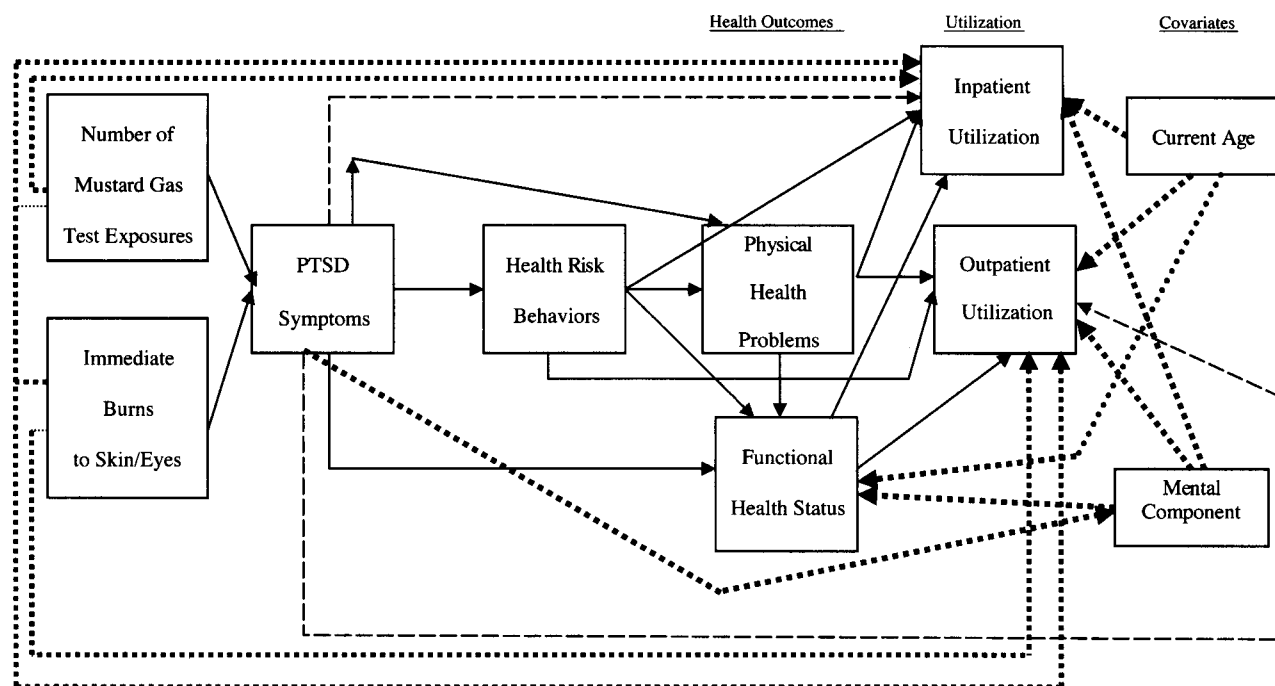 Health Outcomes
Utilization
Covariates
Inpatient
Utilization
Number of
Mustard Gas
Test Exposures
Current Age
PTSD
Symptoms
Health Risk
Behaviors
Physical
Health
Problems
Outpatient
Utilization
Immediate
Burns
to Skin/Eyes
Functional
Health Status
Mental
Component